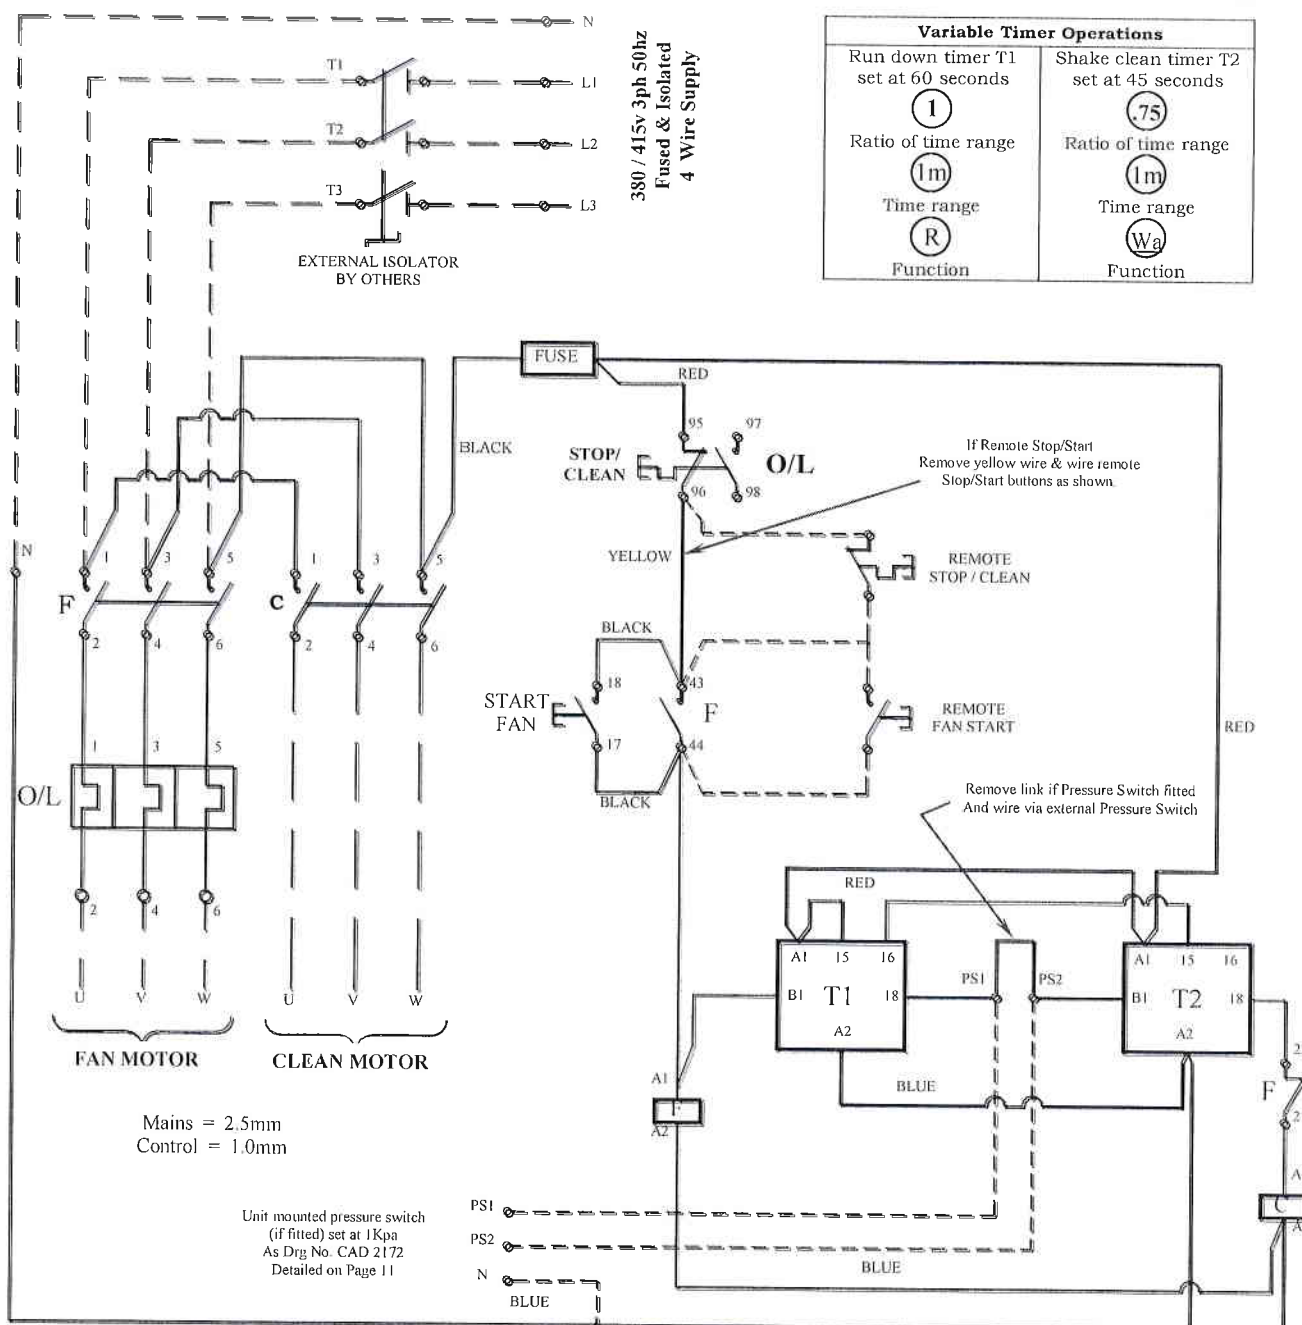 N
T1
L1
T2
L2
T3
L3
EXTERNAL ISOLATOR
BY OTHERS
380 / 415v 3ph 50hz
Fused & Isolated
4 Wire Supply
Variable Timer Operations
Run down timer T1
set at 60 seconds
1
Ratio of time range
1m
Time range
R
Function
Shake clean timer T2
set at 45 seconds
.75
Ratio of time range
1m
Time range
Wa
Function
FUSE
RED
BLACK
95
97
STOP/
CLEAN
O/L
96
98
If Remote Stop/Start
Remove yellow wire & wire remote
Stop/Start buttons as shown.
YELLOW
REMOTE
STOP / CLEAN
N
1
3
5
F
2
4
6
1
3
5
C
2
4
6
BLACK
18
43
START
FAN
F
17
44
BLACK
REMOTE
FAN START
RED
1
3
5
O/L
2
4
6
U
V
W
FAN MOTOR
U
V
W
CLEAN MOTOR
Remove link if Pressure Switch fitted
And wire via external Pressure Switch
RED
A1
15
16
B1
T1
18
A2
PS1
PS2
A1
15
16
B1
T2
18
A2
BLUE
A1
F
A2
2
F
2
A
C
A
Mains = 2.5mm
Control = 1.0mm
Unit mounted pressure switch
(if fitted) set at 1Kpa
As Drg No. CAD 2172
Detailed on Page 11
PS1
PS2
N
BLUE
BLUE